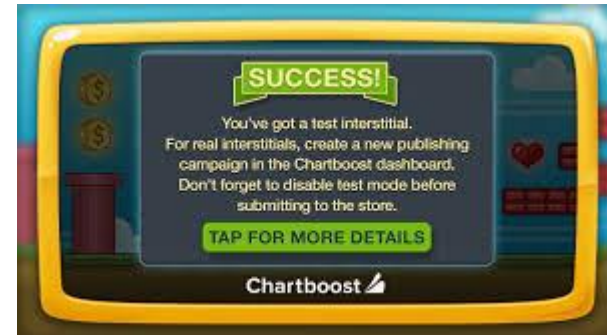 SUCCESS!
You've got a test interstitial.
For real interstitials, create a new publishing
campaign in the Chartboost dashboard.
Don't forget to disable test mode before
submitting to the store.
TAP FOR MORE DETAILS
Chartboost